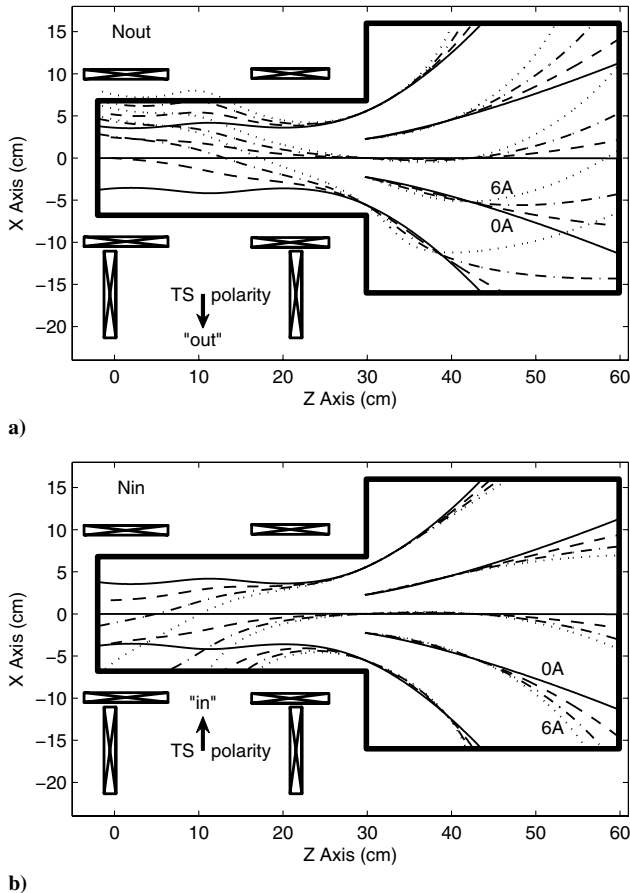 15
10
5
0
−5
−10
−15
−20
X Axis (cm)
Nout
6A
0A
TS polarity
"out"
0 10 20 30 40 50 60
Z Axis (cm)
a)
15
10
5
0
−5
−10
−15
−20
X Axis (cm)
Nin
0A
6A
"in"
TS polarity
0 10 20 30 40 50 60
Z Axis (cm)
b)